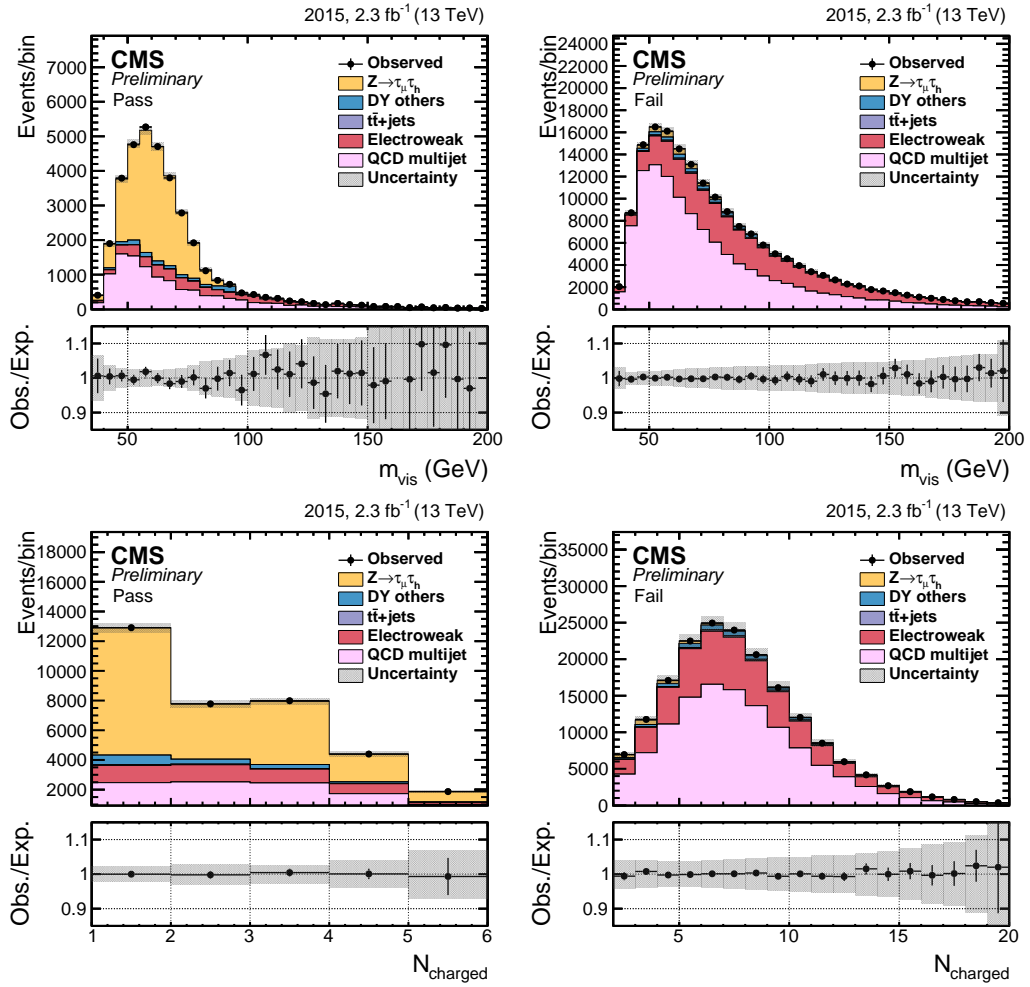 2015, 2.3 fb⁻¹ (13 TeV)
Events/bin
7000
6000
5000
4000
3000
2000
1000
0
CMS
Preliminary
Pass
Observed
Z→τ_μτ_h
DY others
tt̄+jets
Electroweak
QCD multijet
Uncertainty
Obs./Exp.
1.1
1
0.9
50 100 150 200
m_vis (GeV)
2015, 2.3 fb⁻¹ (13 TeV)
Events/bin
24000
22000
20000
18000
16000
14000
12000
10000
8000
6000
4000
2000
0
CMS
Preliminary
Fail
Observed
Z→τ_μτ_h
DY others
tt̄+jets
Electroweak
QCD multijet
Uncertainty
Obs./Exp.
1.1
1
0.9
50 100 150 200
m_vis (GeV)
2015, 2.3 fb⁻¹ (13 TeV)
Events/bin
18000
16000
14000
12000
10000
8000
6000
4000
2000
CMS
Preliminary
Pass
Observed
Z→τ_μτ_h
DY others
tt̄+jets
Electroweak
QCD multijet
Uncertainty
Obs./Exp.
1.1
1
0.9
1 2 3 4 5 6
N_charged
2015, 2.3 fb⁻¹ (13 TeV)
Events/bin
35000
30000
25000
20000
15000
10000
5000
0
CMS
Preliminary
Fail
Observed
Z→τ_μτ_h
DY others
tt̄+jets
Electroweak
QCD multijet
Uncertainty
Obs./Exp.
1.1
1
0.9
5 10 15 20
N_charged